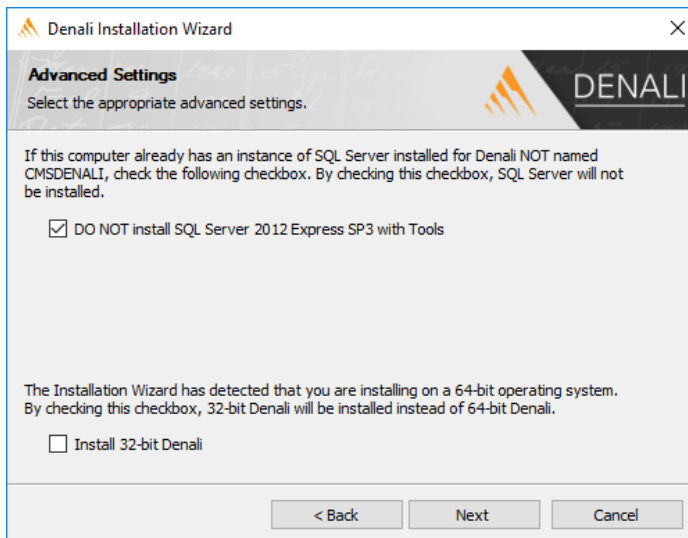 Denali Installation Wizard
Advanced Settings
Select the appropriate advanced settings.
DENALI
If this computer already has an instance of SQL Server installed for Denali NOT named
CMSDENALI, check the following checkbox. By checking this checkbox, SQL Server will not
be installed.
DO NOT install SQL Server 2012 Express SP3 with Tools
The Installation Wizard has detected that you are installing on a 64-bit operating system.
By checking this checkbox, 32-bit Denali will be installed instead of 64-bit Denali.
Install 32-bit Denali
< Back Next Cancel